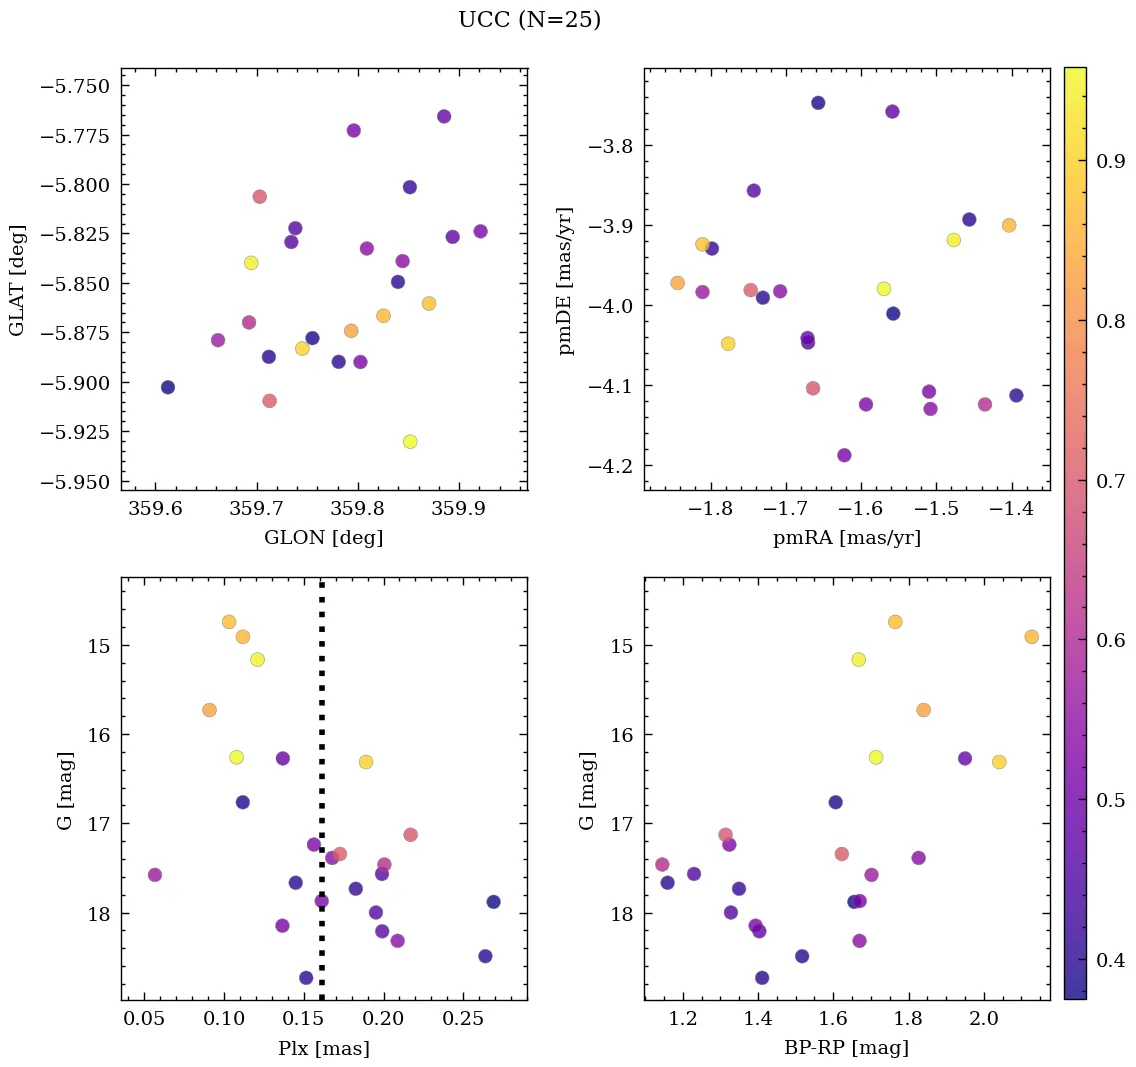 UCC (N=25)
−5.750
−5.775
−5.800
−5.825
−5.850
−5.875
−5.900
−5.925
−5.950
GLAT [deg]
359.6 359.7 359.8 359.9
GLON [deg]
−3.8
−3.9
−4.0
−4.1
−4.2
pmDE [mas/yr]
−1.8 −1.7 −1.6 −1.5 −1.4
pmRA [mas/yr]
0.9
0.8
0.7
0.6
0.5
0.4
15
16
17
18
G [mag]
0.05 0.10 0.15 0.20 0.25
Plx [mas]
15
16
17
18
G [mag]
1.2 1.4 1.6 1.8 2.0
BP-RP [mag]